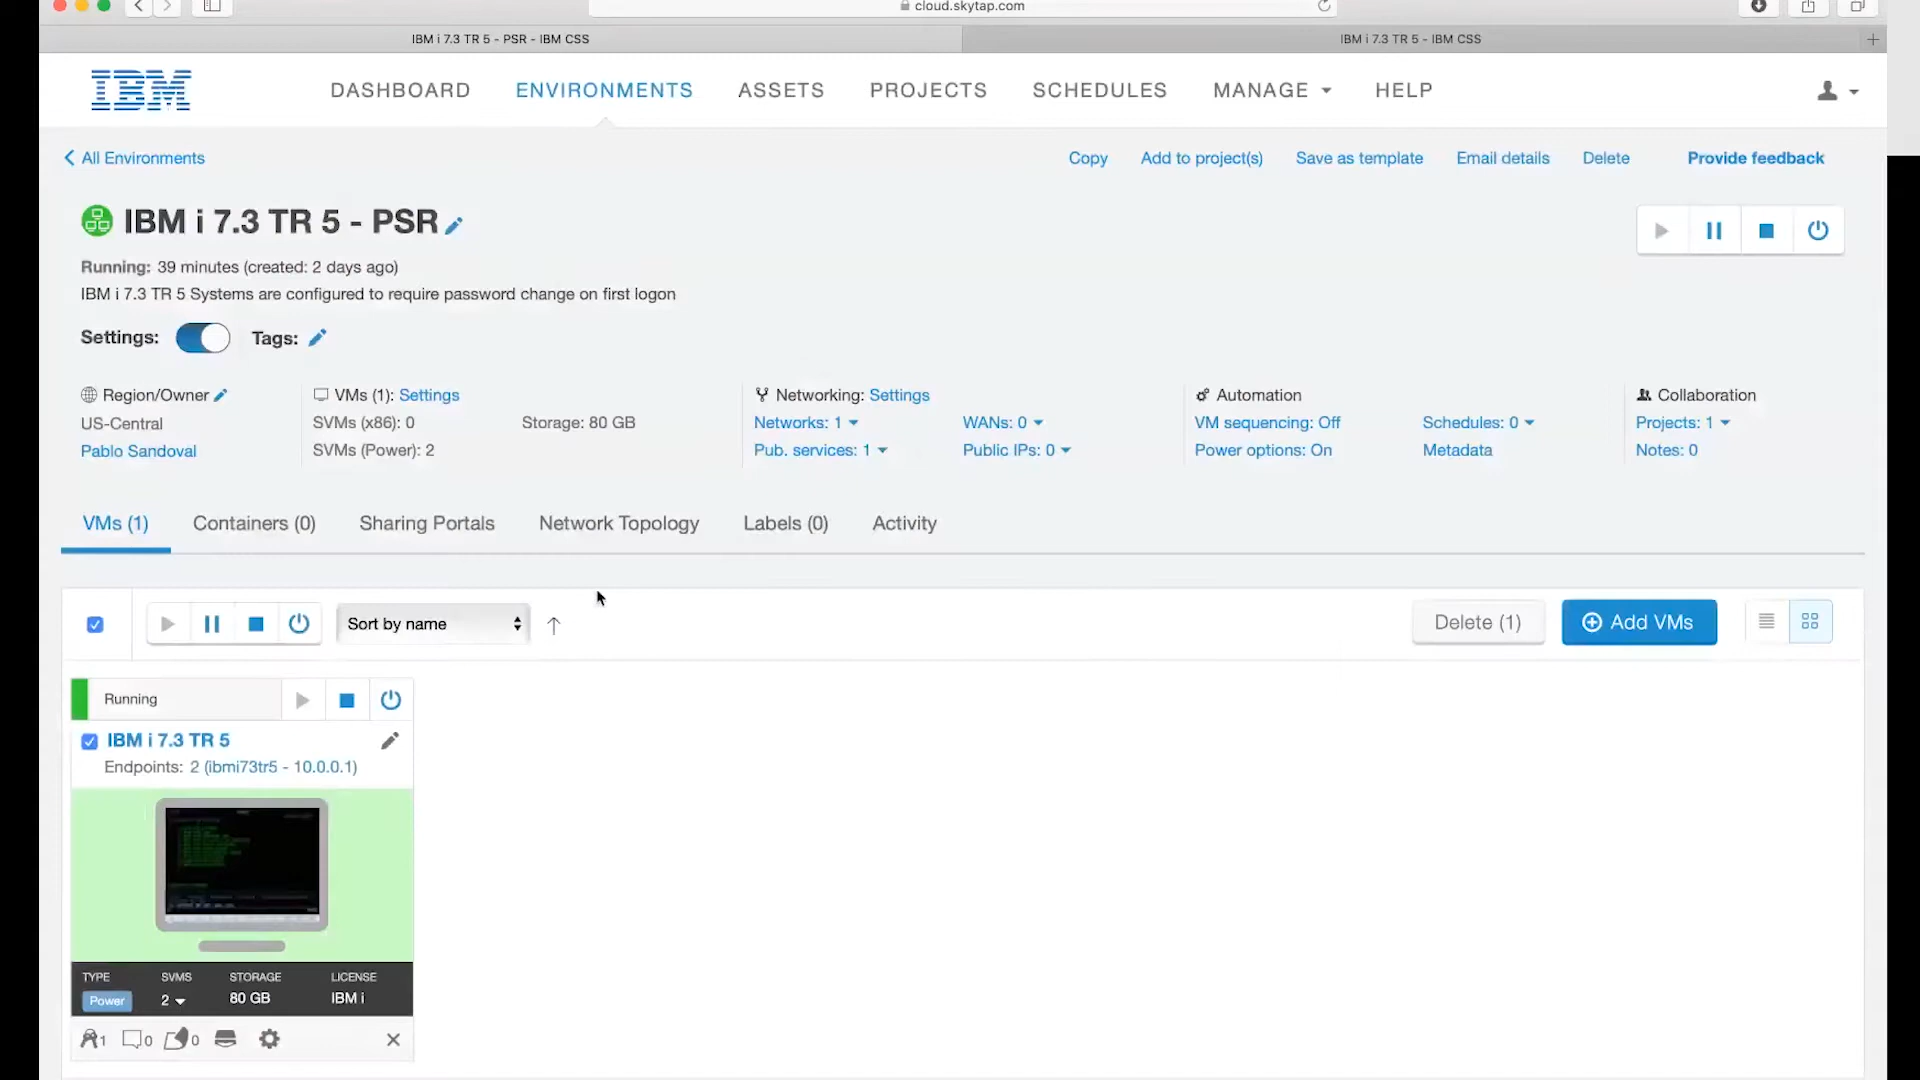 cloud.skytap.com
IBM i 7.3 TR 5 - PSR - IBM CSS
IBM i 7.3 TR 5 - IBM CSS
IBM
DASHBOARD
ENVIRONMENTS
ASSETS
PROJECTS
SCHEDULES
MANAGE
HELP
All Environments
Copy
Add to project(s)
Save as template
Email details
Delete
Provide feedback
IBM i 7.3 TR 5 - PSR
Running: 39 minutes (created: 2 days ago)
IBM i 7.3 TR 5 Systems are configured to require password change on first logon
Settings:
Tags:
Region/Owner
US-Central
Pablo Sandoval
VMs (1): Settings
SVMs (x86): 0
Storage: 80 GB
SVMs (Power): 2
Networking: Settings
Networks: 1
WANs: 0
Pub. services: 1
Public IPs: 0
Automation
VM sequencing: Off
Schedules: 0
Power options: On
Metadata
Collaboration
Projects: 1
Notes: 0
VMs (1)
Containers (0)
Sharing Portals
Network Topology
Labels (0)
Activity
Sort by name
Delete (1)
Add VMs
Running
IBM i 7.3 TR 5
Endpoints: 2 (ibmi73tr5 - 10.0.0.1)
TYPE
SVMS
STORAGE
LICENSE
Power
2
80 GB
IBM i
1
0
0